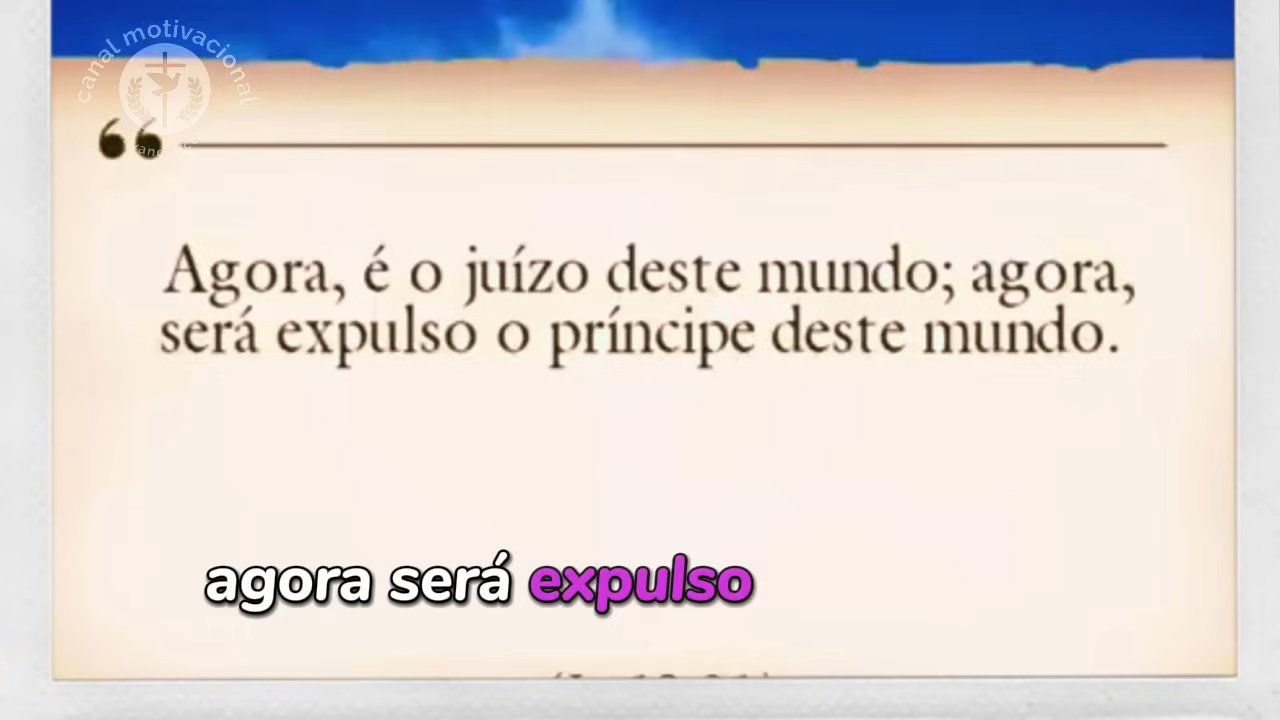 canal motivacional
Agora, é o juízo deste mundo; agora,
será expulso o príncipe deste mundo.
agora será expulso